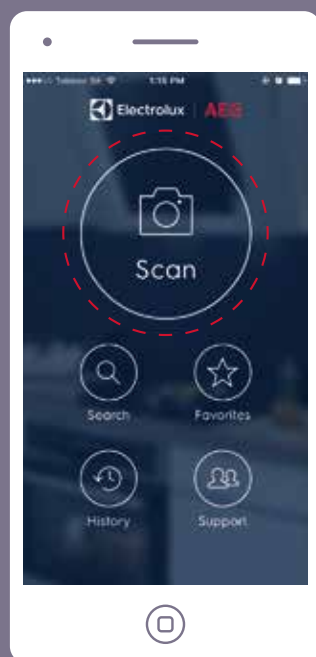 1:15 PM
Electrolux | AEG
Scan
Search Favorites
History Support